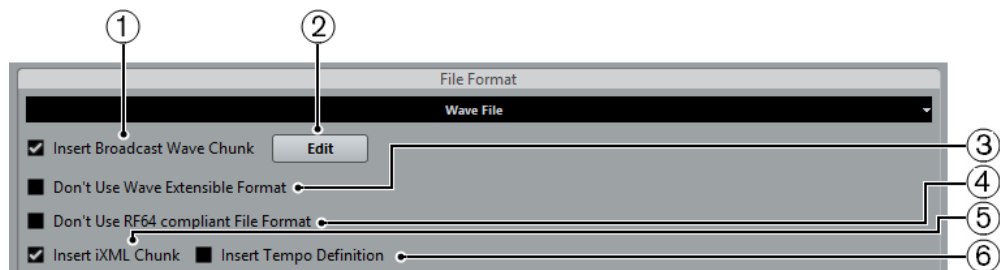 1 2
File Format
Wave File
Insert Broadcast Wave Chunk Edit
3
Don't Use Wave Extensible Format
4
Don't Use RF64 compliant File Format
5
Insert iXML Chunk Insert Tempo Definition
6